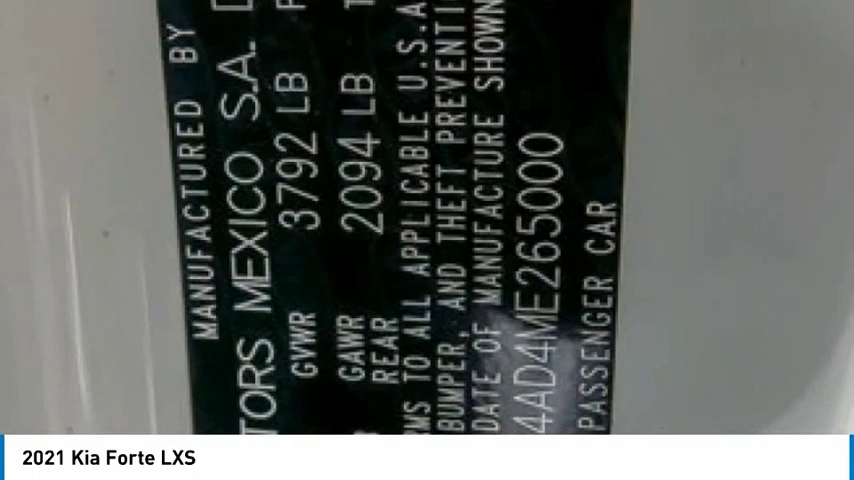 MANUFACTURED BY
TORS MEXICO S.A. D
GVWR 3792 LB
GAWR 2094 LB
REAR
RMS TO ALL APPLICABLE U.S.A
BUMPER, AND THEFT PREVENTI
DATE OF MANUFACTURE SHOWN
4AD4ME265000
PASSENGER CAR
2021 Kia Forte LXS